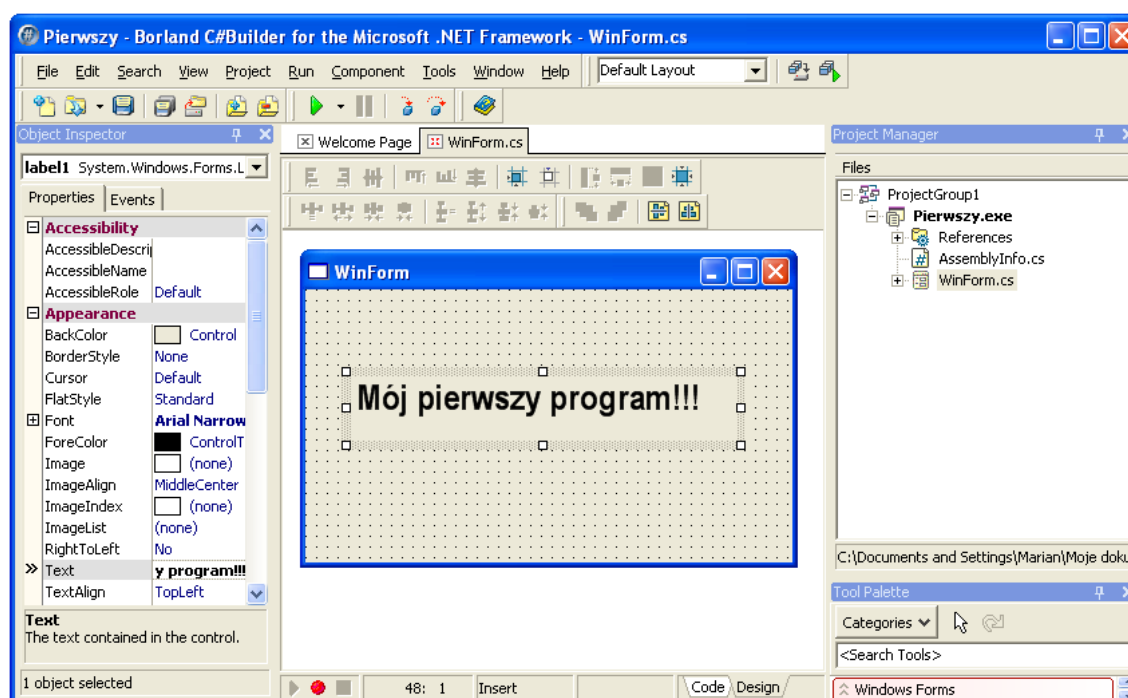 Pierwszy - Borland C#Builder for the Microsoft .NET Framework - WinForm.cs
File Edit Search View Project Run Component Tools Window Help Default Layout
Object Inspector
label1 System.Windows.Forms.L
Properties Events
Accessibility
AccessibleDescrip
AccessibleName
AccessibleRole Default
Appearance
BackColor Control
BorderStyle None
Cursor Default
FlatStyle Standard
Font Arial Narrow
ForeColor ControlT
Image (none)
ImageAlign MiddleCenter
ImageIndex (none)
ImageList (none)
RightToLeft No
Text y program!!!
TextAlign TopLeft
Text
The text contained in the control.
1 object selected
Welcome Page WinForm.cs
WinForm
Mój pierwszy program!!!
48: 1 Insert Code Design
Project Manager
Files
ProjectGroup1
Pierwszy.exe
References
AssemblyInfo.cs
WinForm.cs
C:\Documents and Settings\Marian\Moje doku
Tool Palette
Categories
<Search Tools>
Windows Forms